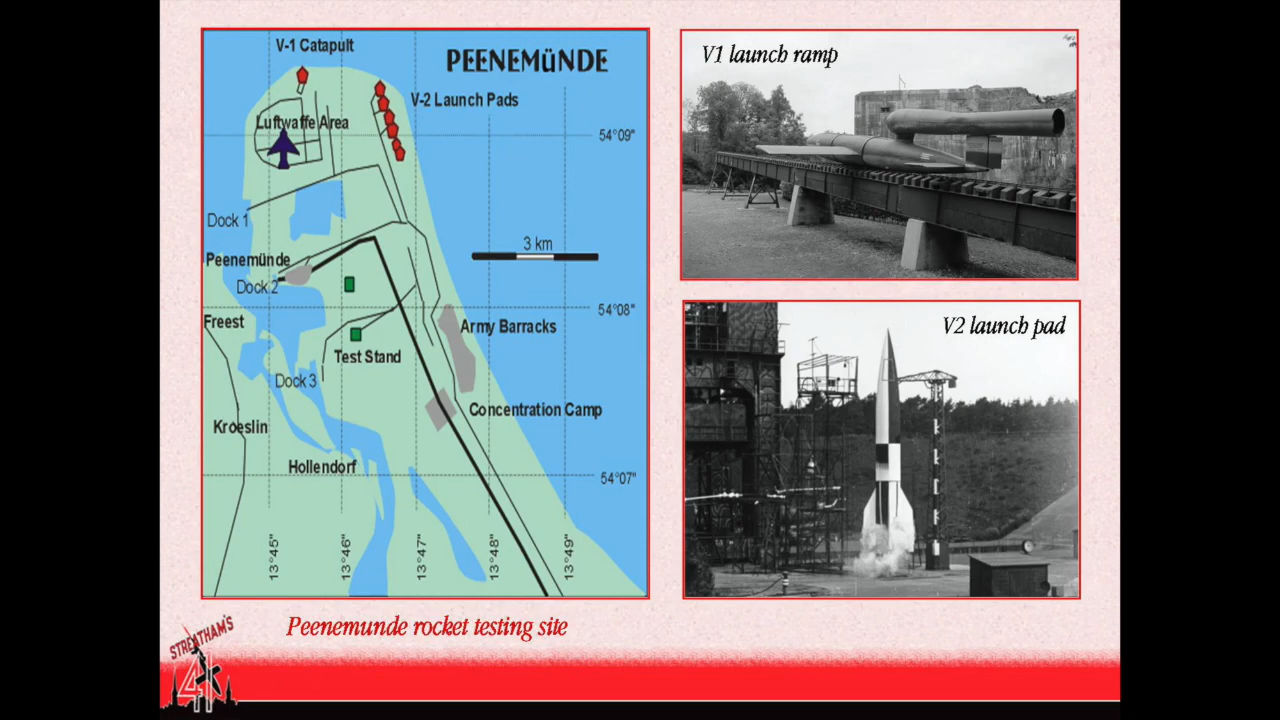 V-1 Catapult
PEENEMüNDE
V-2 Launch Pads
Luftwaffe Area
54°09"
Dock 1
3 km
Peenemünde
Dock 2
54°08"
Freest
Army Barracks
Test Stand
Dock 3
Concentration Camp
Kroeslin
Hollendorf
54°07"
13°45"
13°46"
13°47"
13°48"
13°49"
V1 launch ramp
V2 launch pad
Peenemunde rocket testing site
STREATHAM'S
41